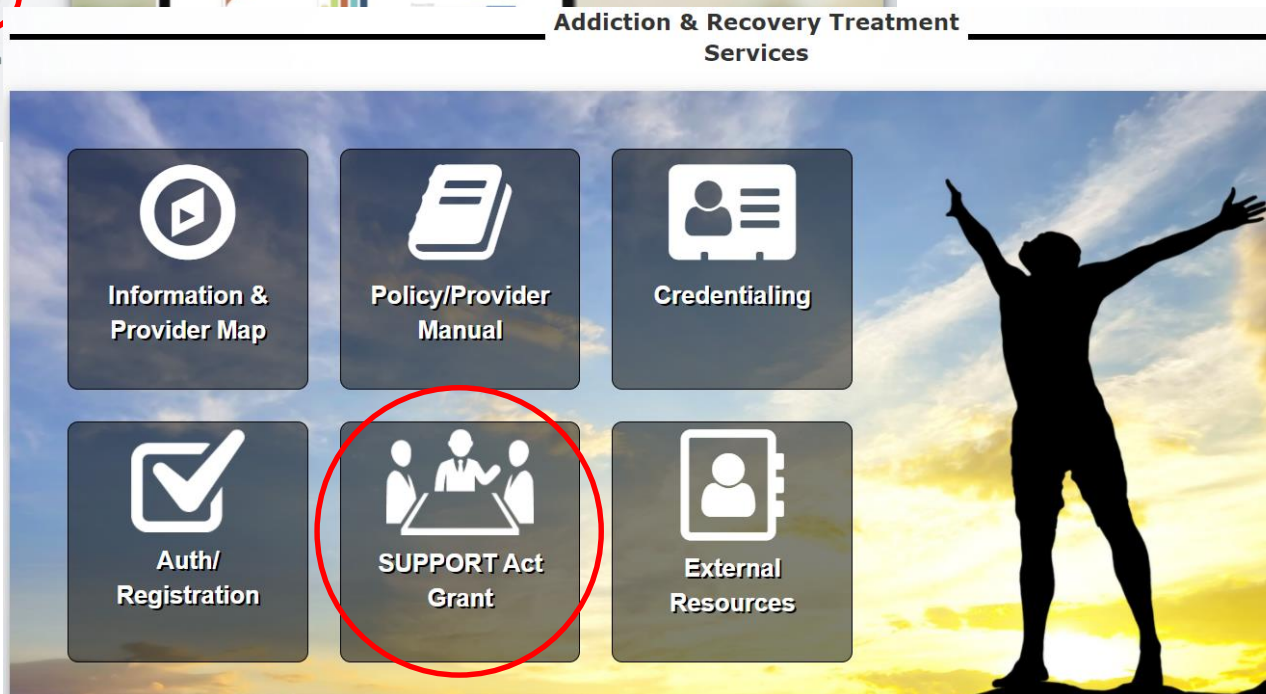 Addiction & Recovery Treatment
Services
Information &
Provider Map
Policy/Provider
Manual
Credentialing
Auth/
Registration
SUPPORT Act
Grant
External
Resources